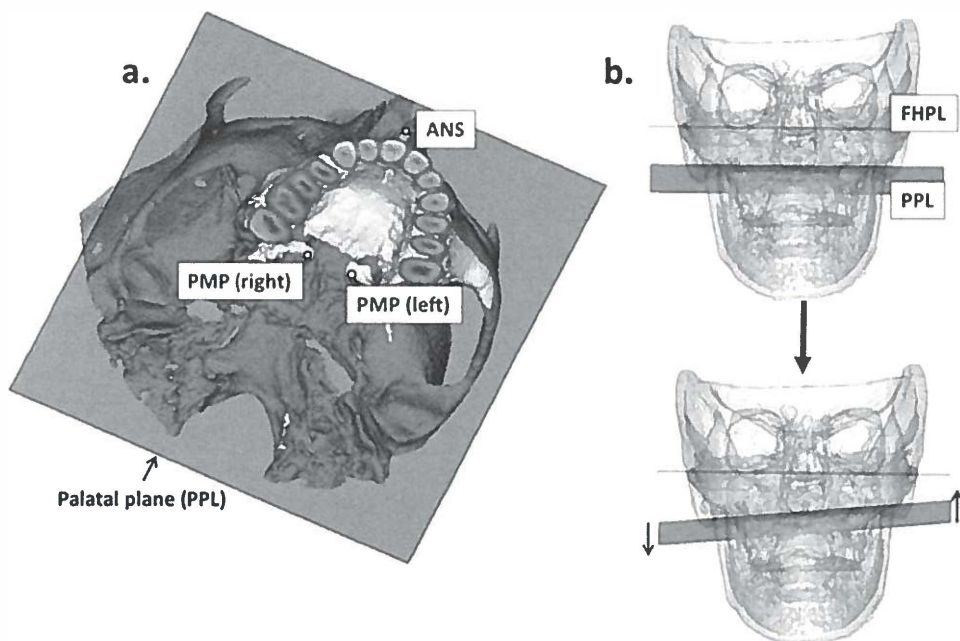 a.
ANS
PMP (right)
PMP (left)
Palatal plane (PPL)
b.
FHPL
PPL